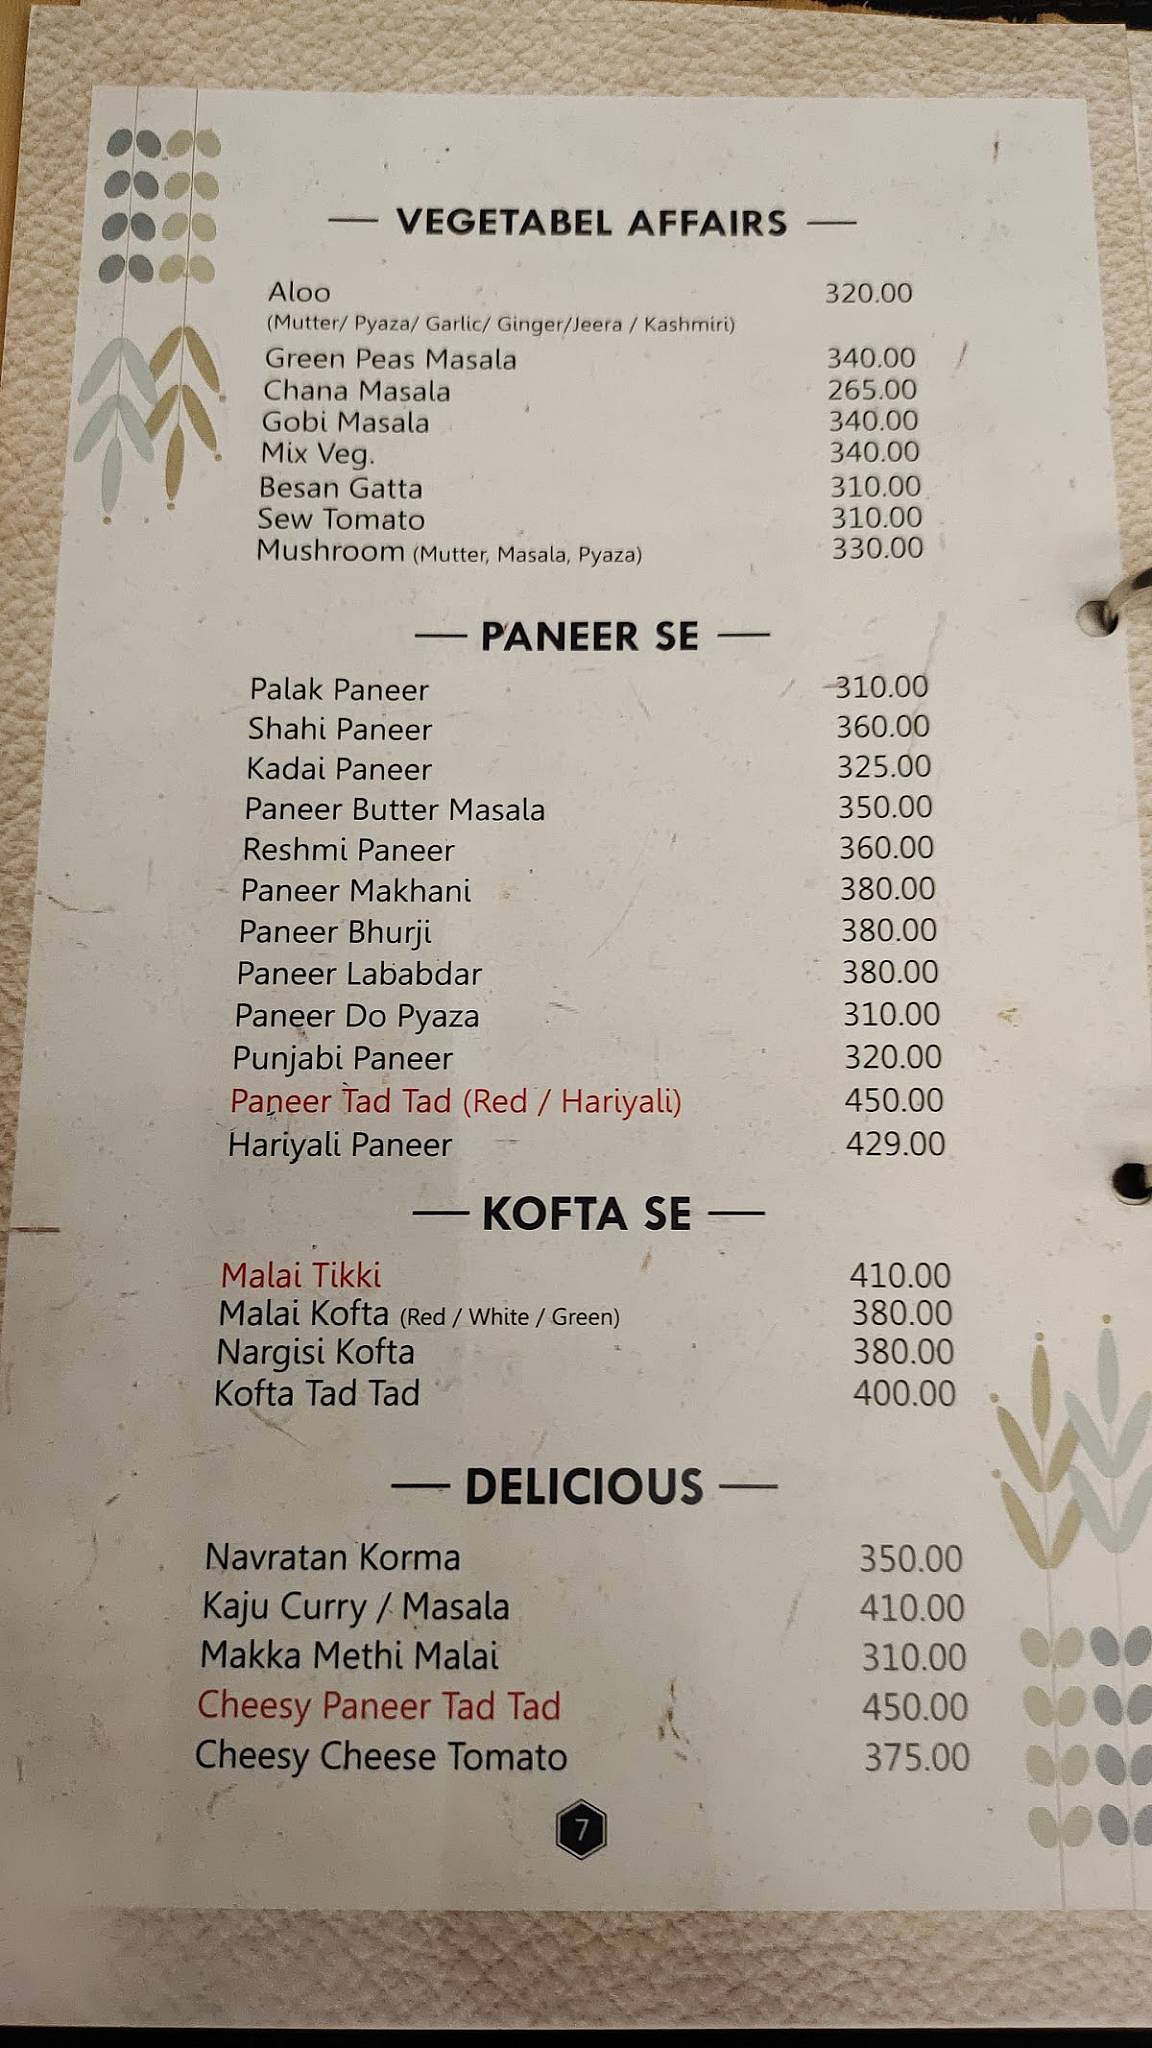 VEGETABEL AFFAIRS
Aloo 320.00
(Mutter/ Pyaza/ Garlic/ Ginger/Jeera / Kashmiri)
Green Peas Masala 340.00
Chana Masala 265.00
Gobi Masala 340.00
Mix Veg. 340.00
Besan Gatta 310.00
Sew Tomato 310.00
Mushroom (Mutter, Masala, Pyaza) 330.00
PANEER SE
Palak Paneer 310.00
Shahi Paneer 360.00
Kadai Paneer 325.00
Paneer Butter Masala 350.00
Reshmi Paneer 360.00
Paneer Makhani 380.00
Paneer Bhurji 380.00
Paneer Lababdar 380.00
Paneer Do Pyaza 310.00
Punjabi Paneer 320.00
Paneer Tad Tad (Red / Hariyali) 450.00
Hariyali Paneer 429.00
KOFTA SE
Malai Tikki 410.00
Malai Kofta (Red / White / Green) 380.00
Nargisi Kofta 380.00
Kofta Tad Tad 400.00
DELICIOUS
Navratan Korma 350.00
Kaju Curry / Masala 410.00
Makka Methi Malai 310.00
Cheesy Paneer Tad Tad 450.00
Cheesy Cheese Tomato 375.00
7